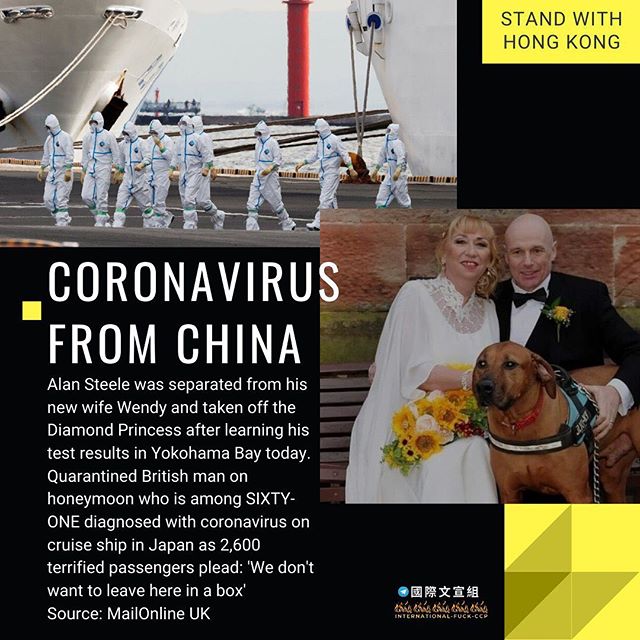 STAND WITH
HONG KONG
CORONAVIRUS
FROM CHINA
Alan Steele was separated from his
new wife Wendy and taken off the
Diamond Princess after learning his
test results in Yokohama Bay today.
Quarantined British man on
honeymoon who is among SIXTY-
ONE diagnosed with coronavirus on
cruise ship in Japan as 2,600
terrified passengers plead: 'We don't
want to leave here in a box'
Source: MailOnline UK
國際文宣組
INTERNATIONAL-FUCK-CCP